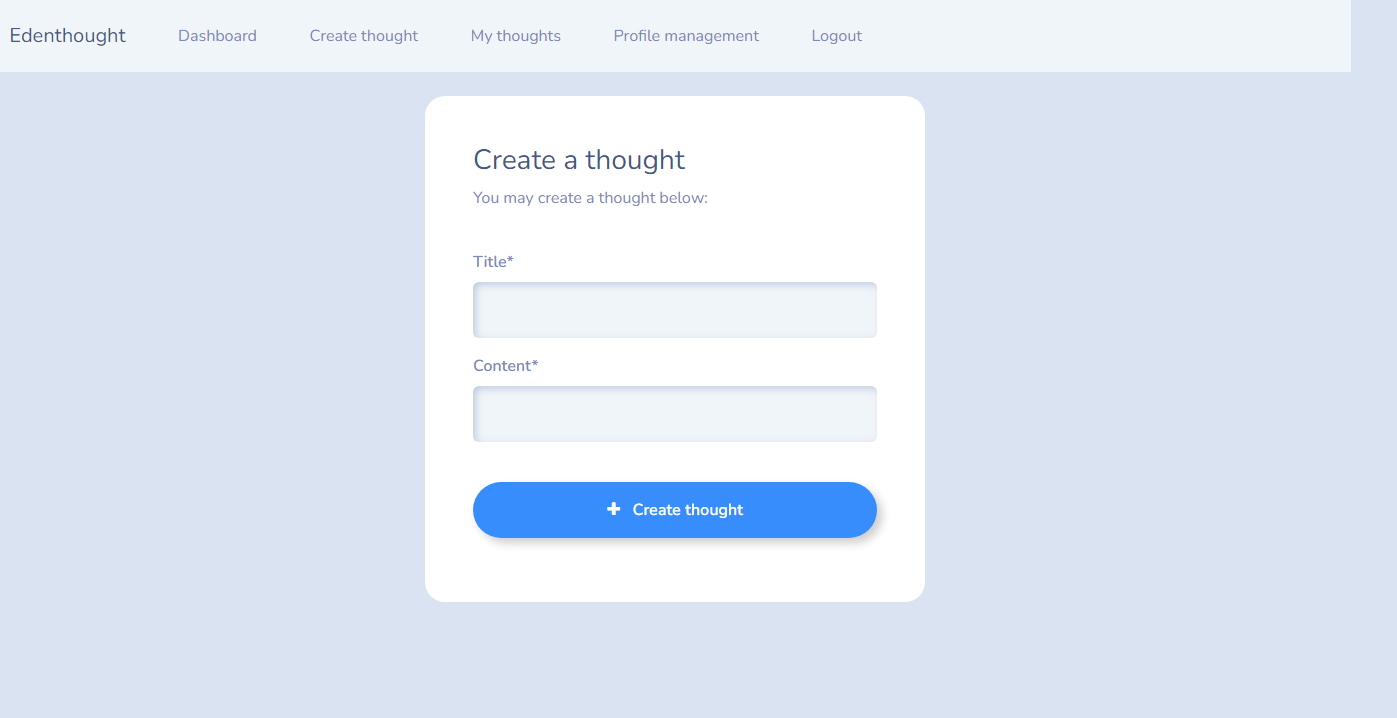 Edenthought Dashboard Create thought My thoughts Profile management Logout
Create a thought
You may create a thought below:
Title*
Content*
Create thought